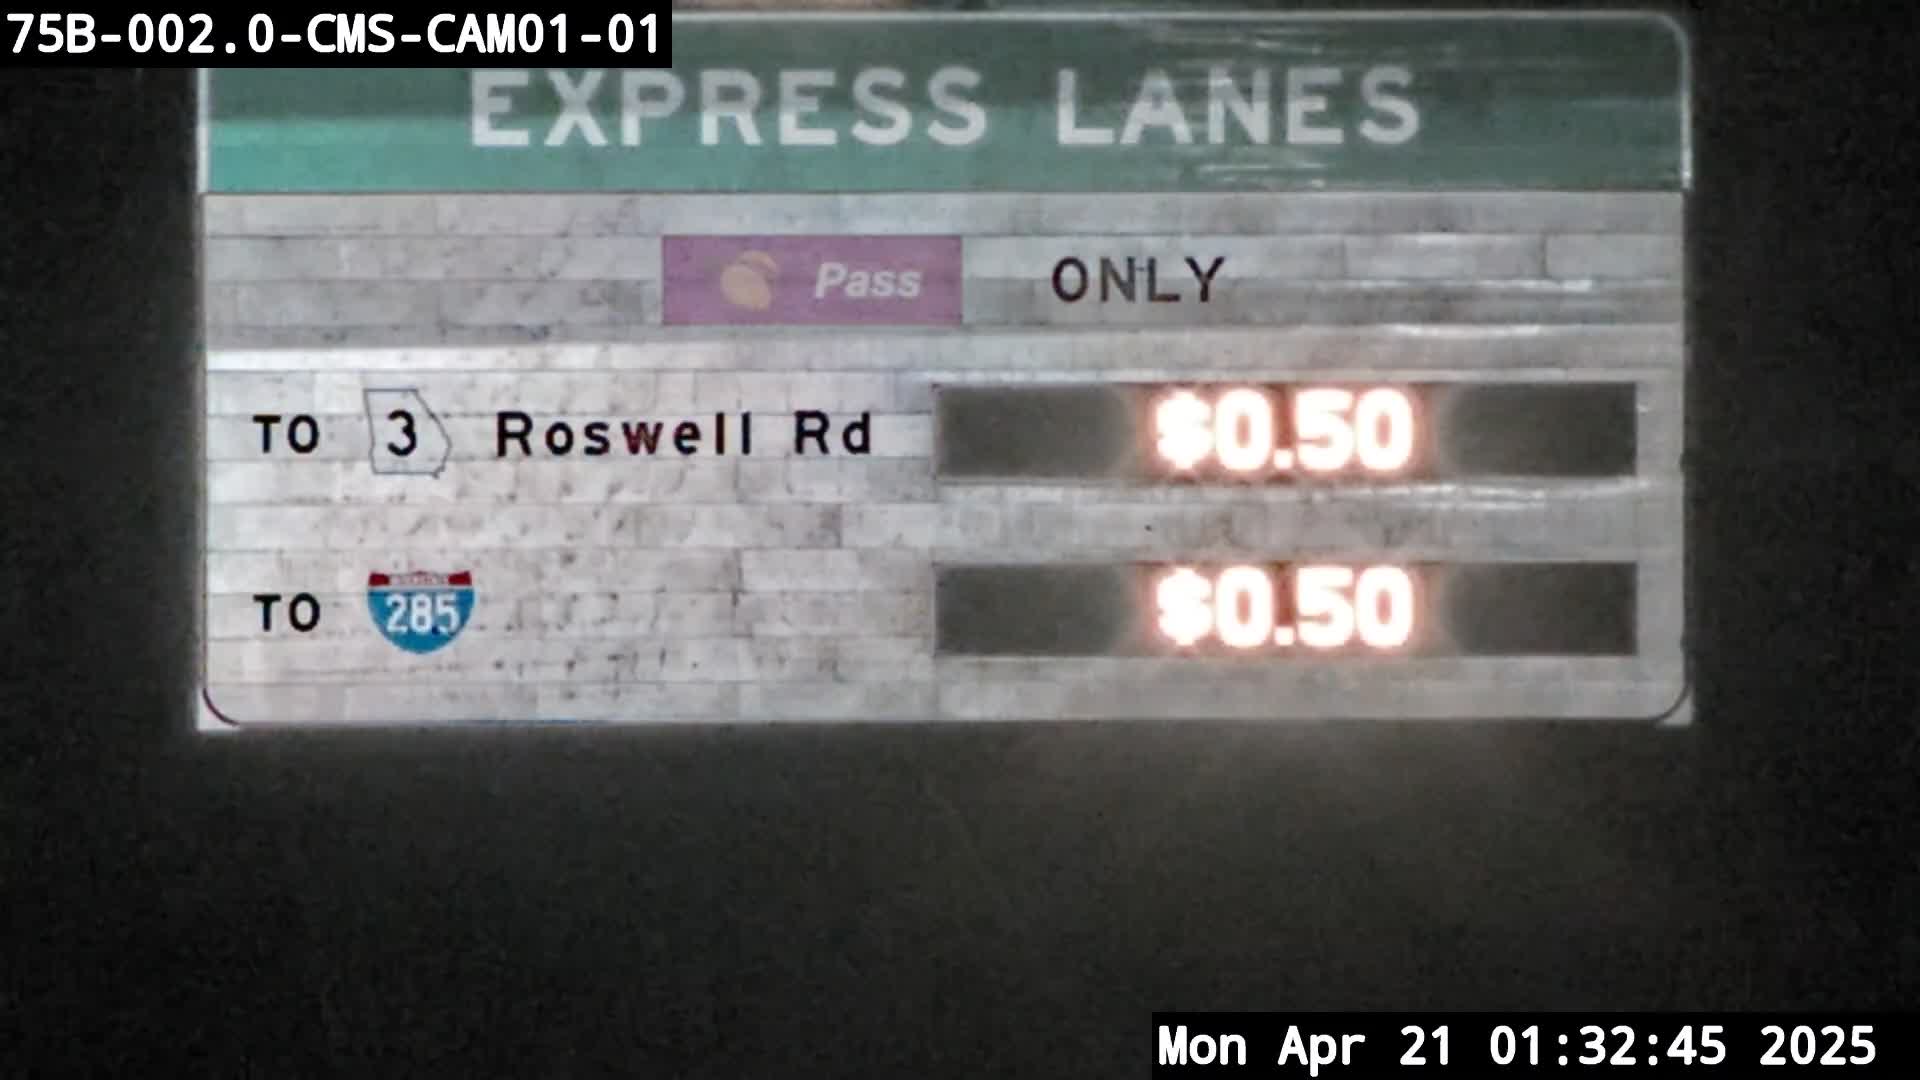 75B-002.0-CMS-CAM01-01
EXPRESS LANES
Pass ONLY
TO 3 Roswell Rd $0.50
TO 285 $0.50
Mon Apr 21 01:32:45 2025